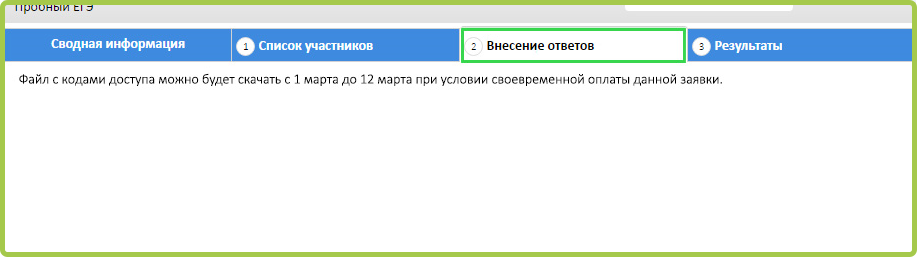 Пробный ЕГЭ
Сводная информация
1 Список участников
2 Внесение ответов
3 Результаты
Файл с кодами доступа можно будет скачать с 1 марта до 12 марта при условии своевременной оплаты данной заявки.